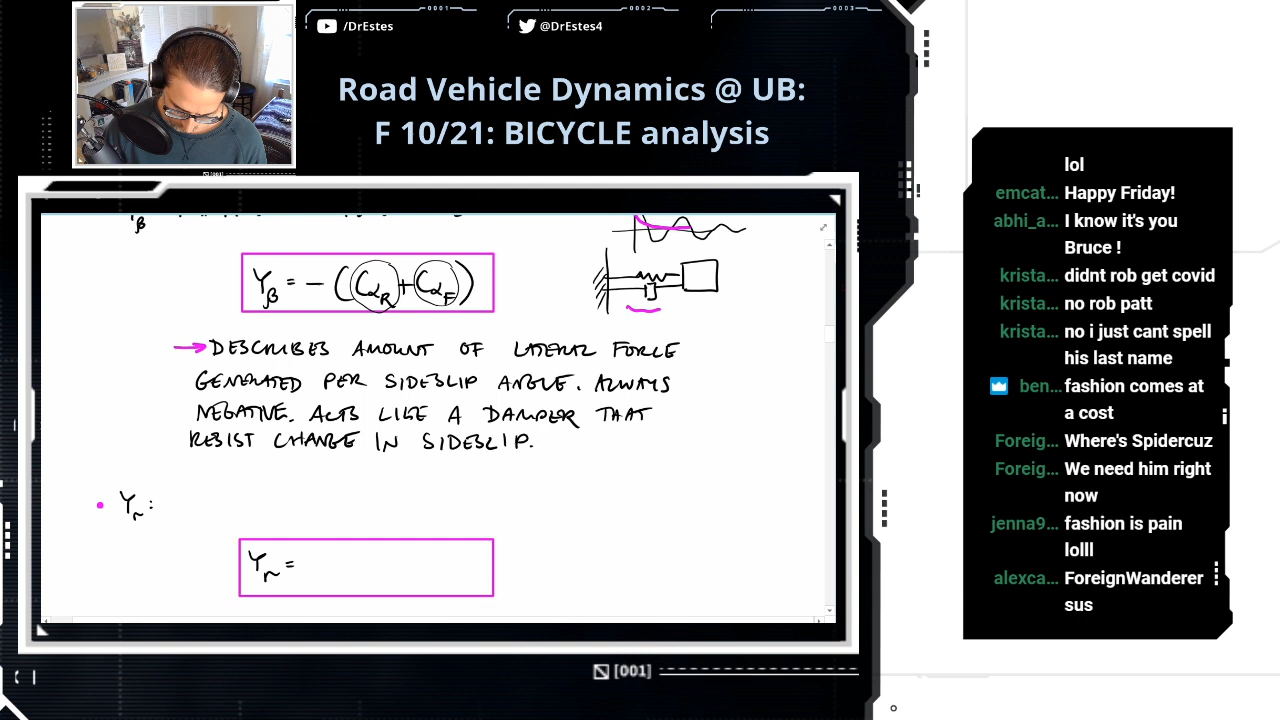 0001
0002
0003
/DrEstes
@DrEstes4
Road Vehicle Dynamics @ UB:
F 10/21: BICYCLE analysis
[001]
Yβ = - (CαR + CαF)
→ DESCRIBES AMOUNT OF LATERAL FORCE
GENERATED PER SIDESLIP ANGLE. ALWAYS
NEGATIVE. ACTS LIKE A DAMPER THAT
RESIST CHANGE IN SIDESLIP.
• Yr:
Yr =
[001]
lol
emcat... Happy Friday!
abhi_a... I know it's you
Bruce !
krista... didnt rob get covid
krista... no rob patt
krista... no i just cant spell
his last name
ben... fashion comes at
a cost
Foreig... Where's Spidercuz
Foreig... We need him right
now
jenna9... fashion is pain
lolll
alexca... ForeignWanderer
sus